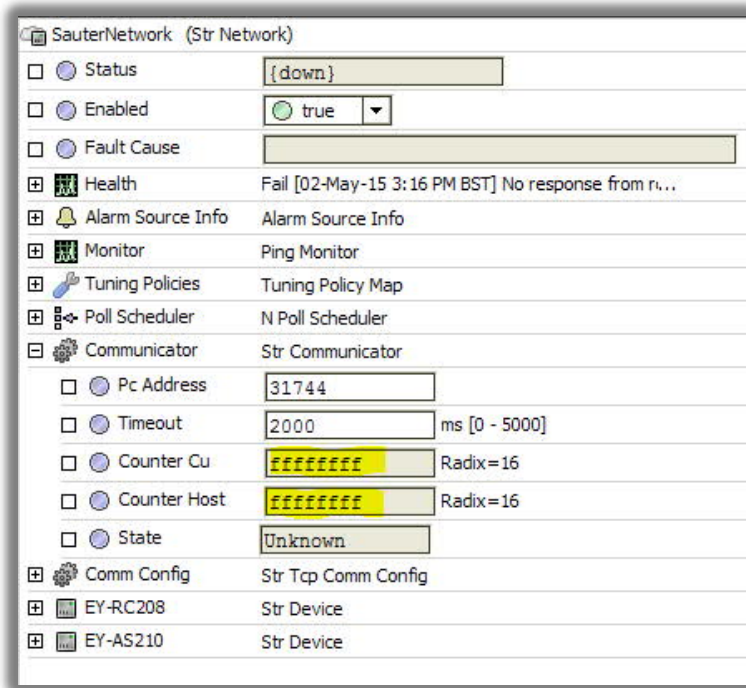 SauterNetwork (Str Network)
Status {down}
Enabled true
Fault Cause
Health Fail [02-May-15 3:16 PM BST] No response from r...
Alarm Source Info Alarm Source Info
Monitor Ping Monitor
Tuning Policies Tuning Policy Map
Poll Scheduler N Poll Scheduler
Communicator Str Communicator
Pc Address 31744
Timeout 2000 ms [0 - 5000]
Counter Cu ffffffff Radix=16
Counter Host ffffffff Radix=16
State Unknown
Comm Config Str Tcp Comm Config
EY-RC208 Str Device
EY-AS210 Str Device